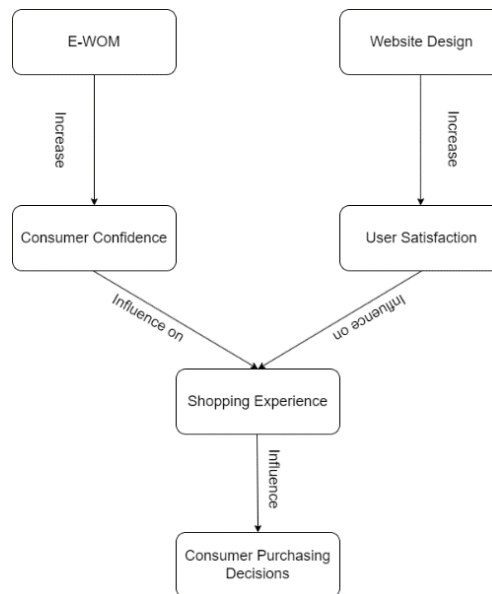 E-WOM
Website Design
Increase
Increase
Consumer Confidence
User Satisfaction
Influence on
Influence on
Shopping Experience
Influence
Consumer Purchasing
Decisions